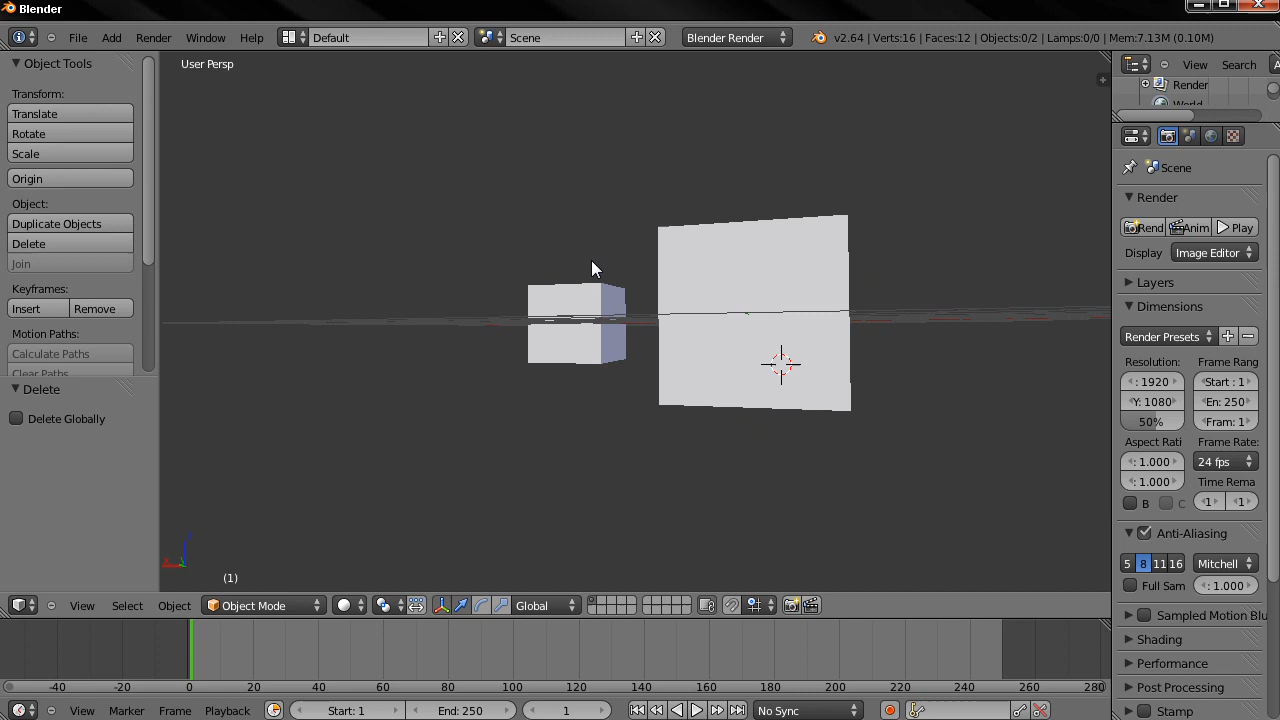 Blender
File Add Render Window Help Default Scene Blender Render v2.64 | Verts:16 | Faces:12 | Objects:0/2 | Lamps:0/0 | Mem:7.13M (0.10M)
Object Tools
Transform:
Translate
Rotate
Scale
Origin
Object:
Duplicate Objects
Delete
Join
Keyframes:
Insert Remove
Motion Paths:
Calculate Paths
Clear Paths
Delete
Delete Globally
User Persp
(1)
View Select Object Object Mode Global
View Search A
Render
World
Scene
Render
Rend Anim Play
Display Image Editor
Layers
Dimensions
Render Presets
Resolution: Frame Rang
: 1920 Start : 1
Y: 1080 En: 250
50% Fram: 1
Aspect Rati Frame Rate:
: 1.000 24 fps
: 1.000 Time Rema
B C 1 1
Anti-Aliasing
5 8 11 16 Mitchell
Full Sam : 1.000
Sampled Motion Blu
Shading
Performance
Post Processing
Stamp
-40 -20 0 20 40 60 80 100 120 140 160 180 200 220 240 260 280
View Marker Frame Playback Start: 1 End: 250 1 No Sync